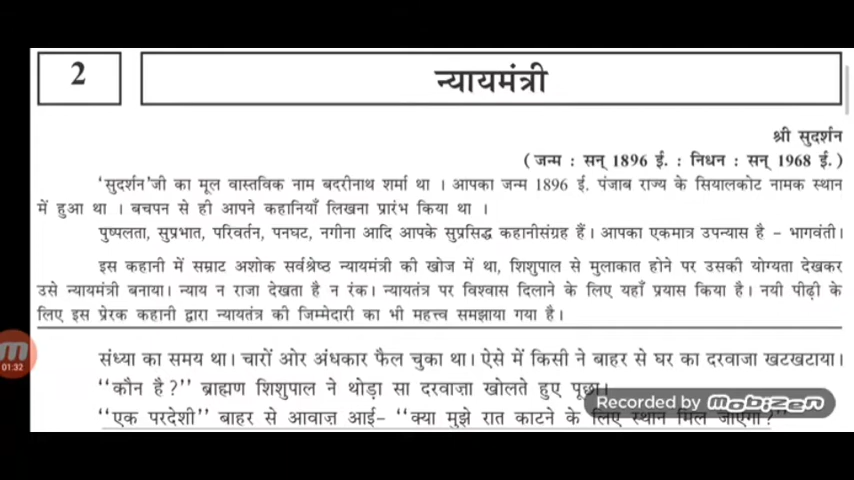 2
न्यायमंत्री
श्री सुदर्शन
( जन्म : सन् 1896 ई. : निधन : सन् 1968 ई. )
'सुदर्शन'जी का मूल वास्तविक नाम बदरीनाथ शर्मा था । आपका जन्म 1896 ई. पंजाब राज्य के सियालकोट नामक स्थान
में हुआ था । बचपन से ही आपने कहानियाँ लिखना प्रारंभ किया था ।
पुष्पलता, सुप्रभात, परिवर्तन, पनघट, नगीना आदि आपके सुप्रसिद्ध कहानीसंग्रह हैं। आपका एकमात्र उपन्यास है – भागवंती।
इस कहानी में सम्राट अशोक सर्वश्रेष्ठ न्यायमंत्री की खोज में था, शिशुपाल से मुलाकात होने पर उसकी योग्यता देखकर
उसे न्यायमंत्री बनाया। न्याय न राजा देखता है न रंक। न्यायतंत्र पर विश्वास दिलाने के लिए यहाँ प्रयास किया है। नयी पीढ़ी के
लिए इस प्रेरक कहानी द्वारा न्यायतंत्र की जिम्मेदारी का भी महत्त्व समझाया गया है।
संध्या का समय था। चारों ओर अंधकार फैल चुका था। ऐसे में किसी ने बाहर से घर का दरवाजा खटखटाया।
"कौन है?" ब्राह्मण शिशुपाल ने थोड़ा सा दरवाज़ा खोलते हुए पूछा।
"एक परदेशी" बाहर से आवाज़ आई– "क्या मुझे रात काटने के लिए स्थान मिल जाएगा?"
01:32
Recorded by mobizen